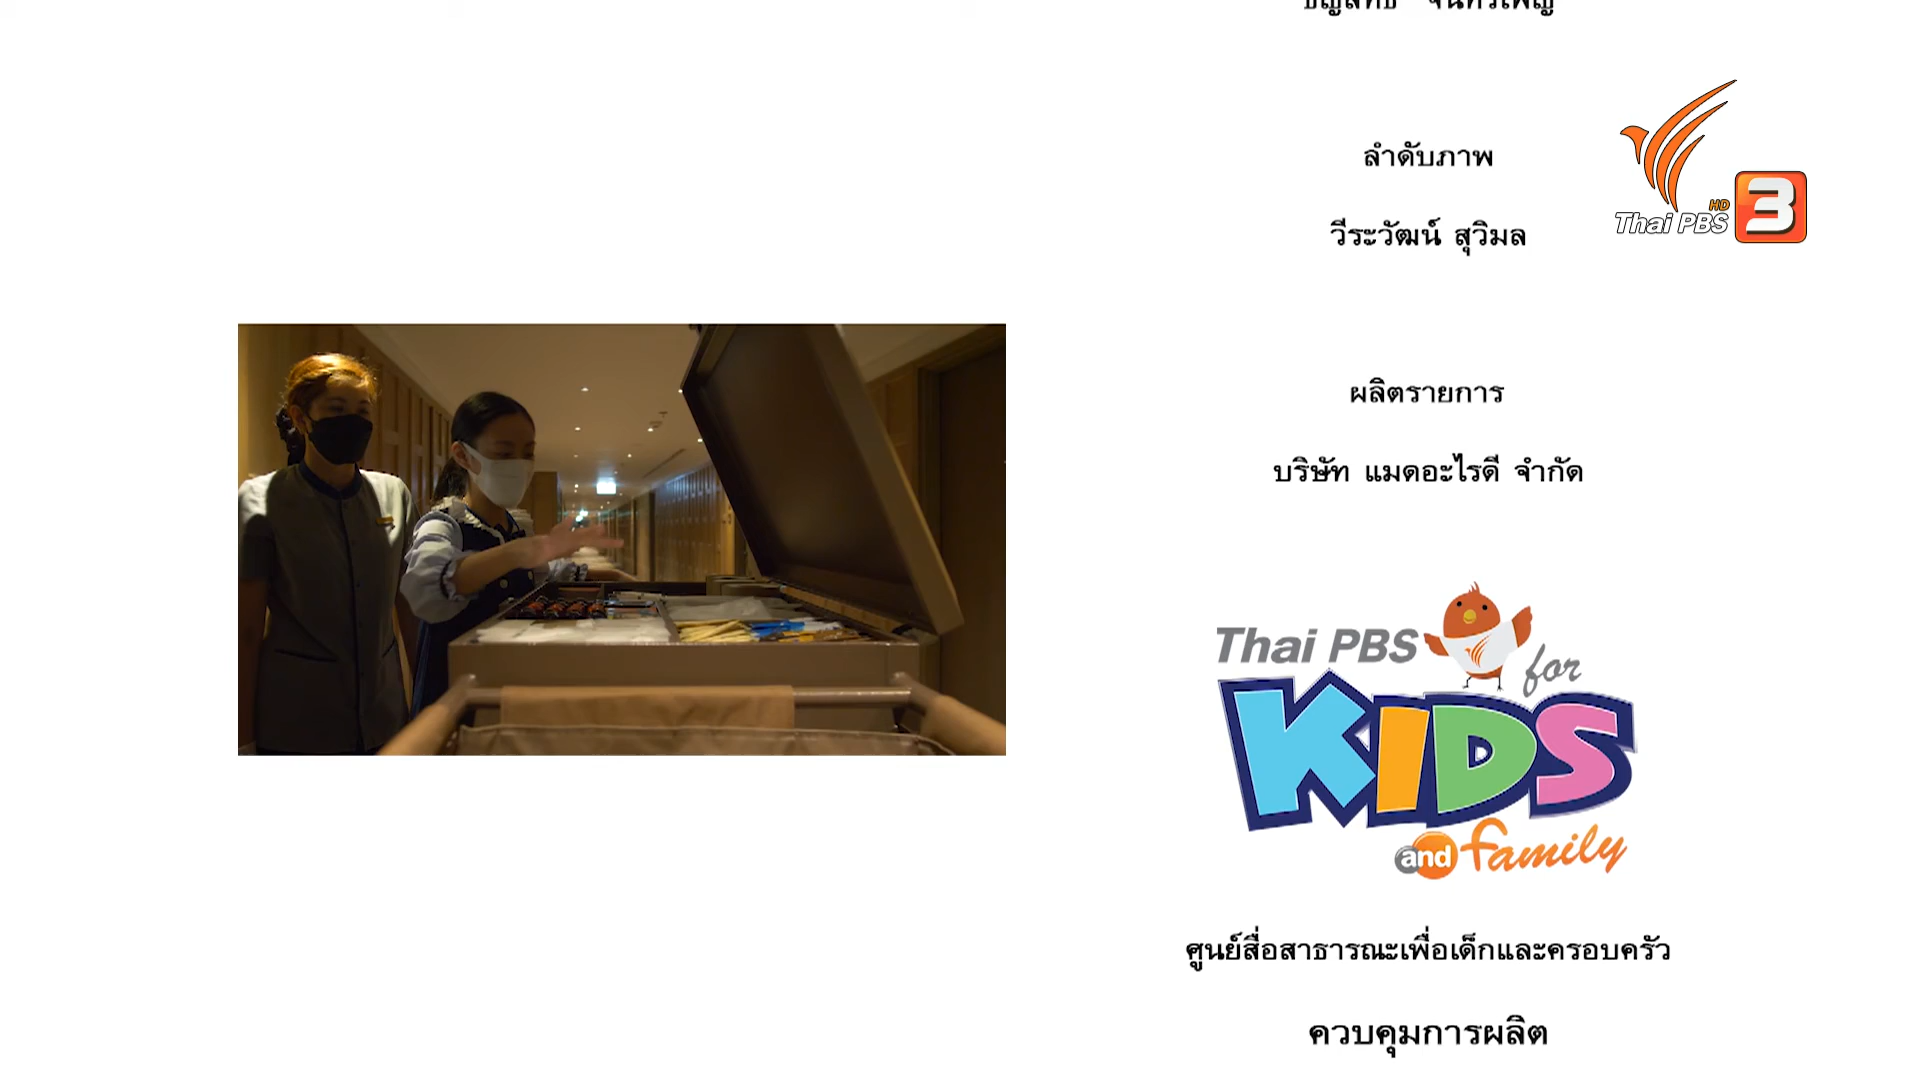 ลำดับภาพ
วีระวัฒน์ สุวิมล
HD
Thai PBS 3
ผลิตรายการ
บริษัท แมดอะไรดี จำกัด
Thai PBS for
KIDS
and family
ศูนย์สื่อสาธารณะเพื่อเด็กและครอบครัว
ควบคุมการผลิต